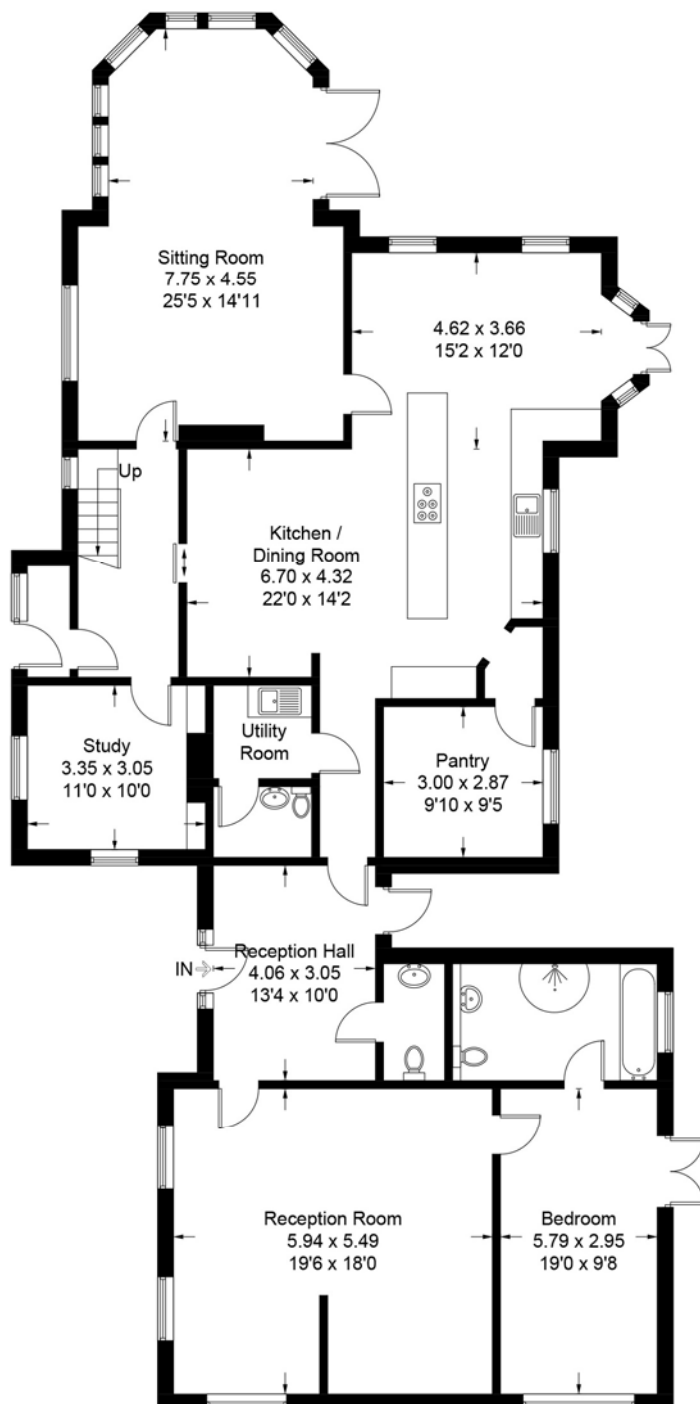 Sitting Room
7.75 x 4.55
25'5 x 14'11
4.62 x 3.66
15'2 x 12'0
Up
Kitchen /
Dining Room
6.70 x 4.32
22'0 x 14'2
Study
3.35 x 3.05
11'0 x 10'0
Utility
Room
Pantry
3.00 x 2.87
9'10 x 9'5
IN
Reception Hall
4.06 x 3.05
13'4 x 10'0
Reception Room
5.94 x 5.49
19'6 x 18'0
Bedroom
5.79 x 2.95
19'0 x 9'8